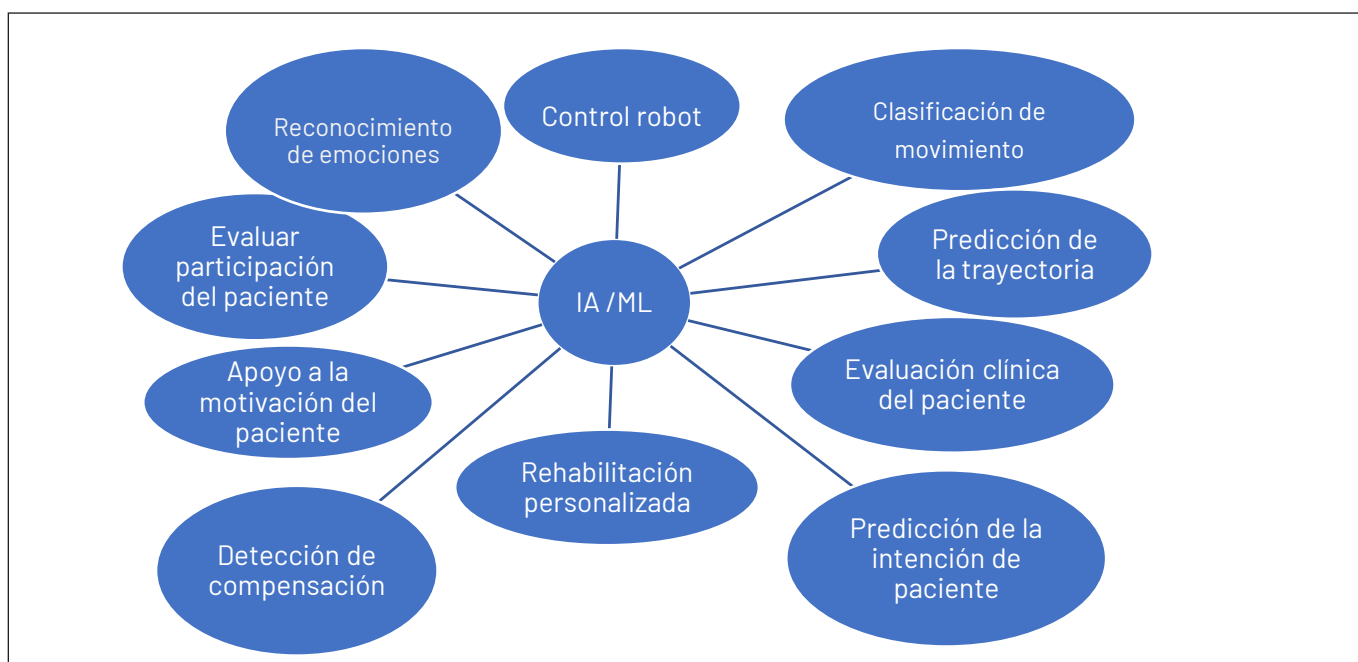 Control robot
Reconocimiento
de emociones
Clasificación de
movimiento
Evaluar
participación
del paciente
Predicción de
la trayectoria
IA /ML
Apoyo a la
motivación del
paciente
Evaluación clínica
del paciente
Rehabilitación
personalizada
Detección de
compensación
Predicción de la
intención de
paciente